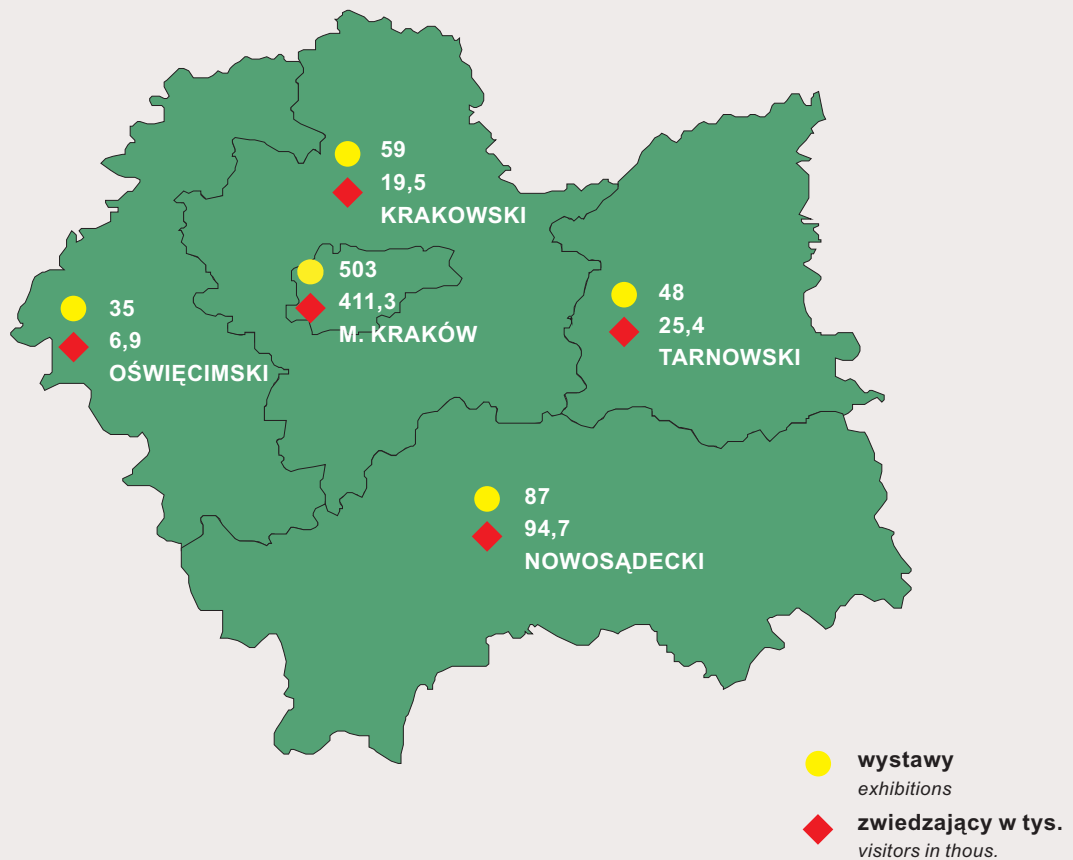 59
19,5
KRAKOWSKI
503
411,3
M. KRAKÓW
35
6,9
OŚWIĘCIMSKI
48
25,4
TARNOWSKI
87
94,7
NOWOSĄDECKI
wystawy
exhibitions
zwiedzający w tys.
visitors in thous.